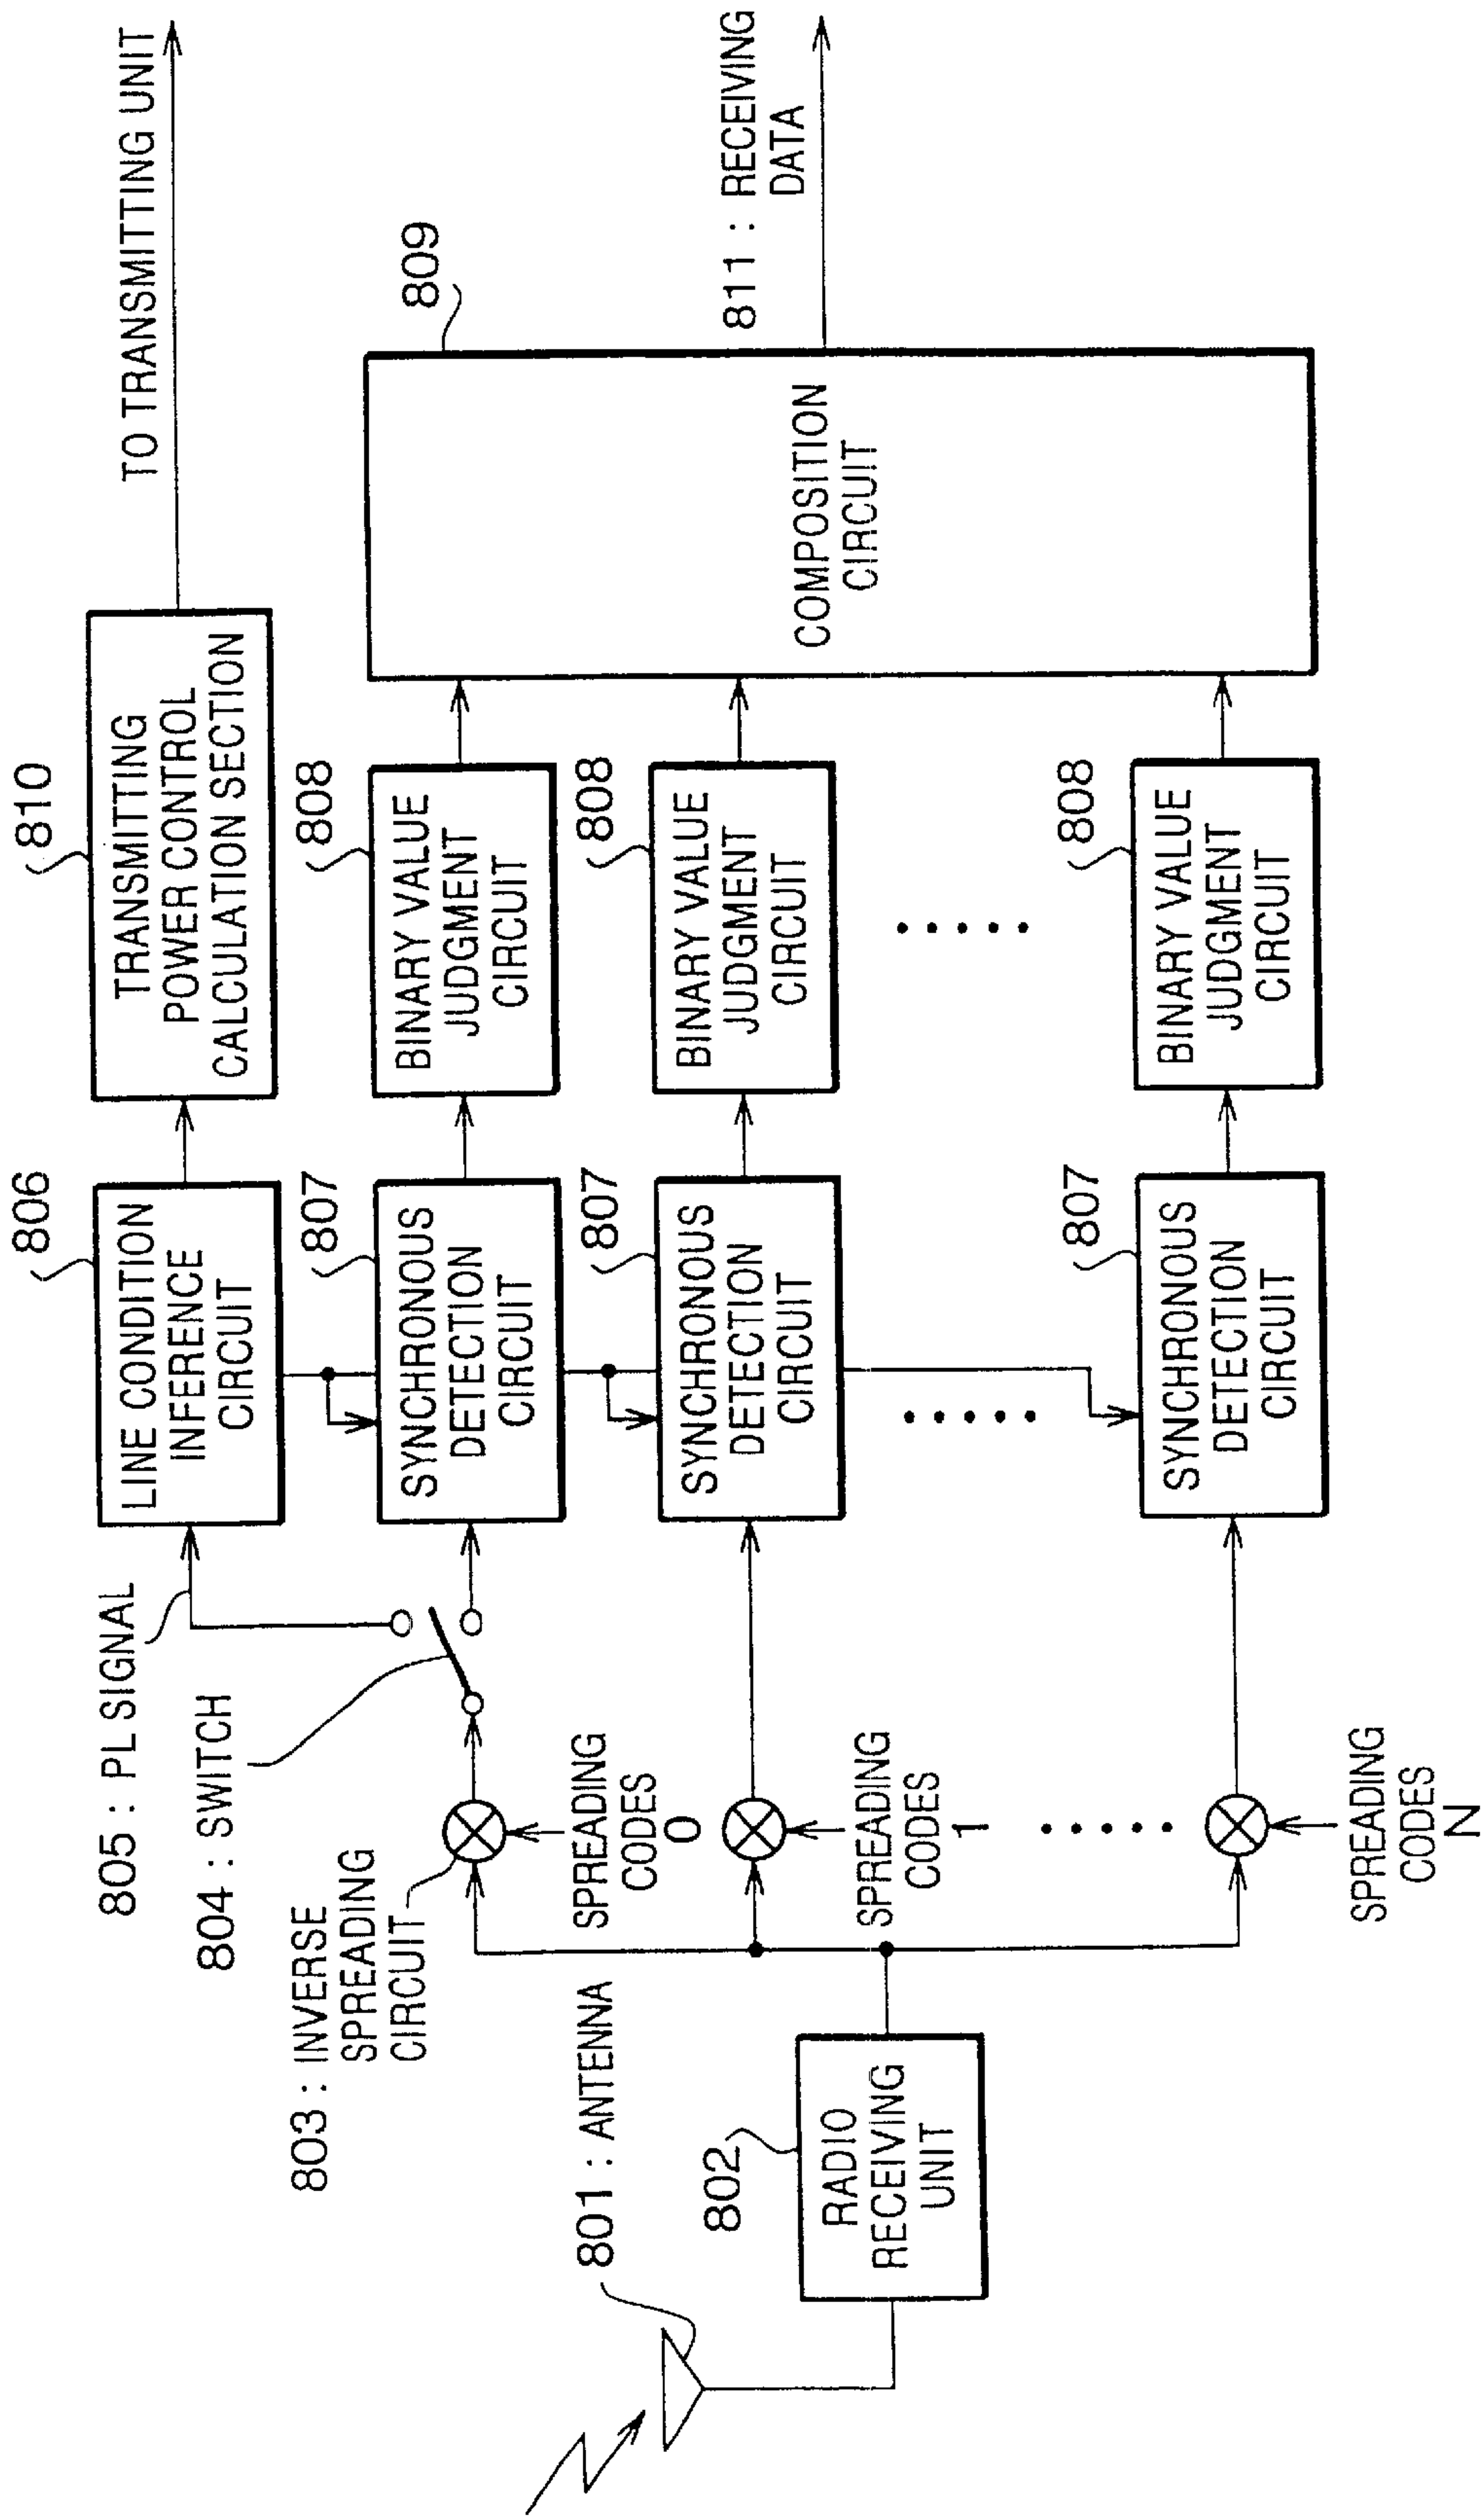 801 : ANTENNA
802
RADIO
RECEIVING
UNIT
803 : INVERSE
SPREADING
CIRCUIT
804 : SWITCH
805 : PL SIGNAL
SPREADING
CODES
0
SPREADING
CODES
1
SPREADING
CODES
N
806
LINE CONDITION
INFERENCE
CIRCUIT
807
SYNCHRONOUS
DETECTION
CIRCUIT
807
SYNCHRONOUS
DETECTION
CIRCUIT
807
SYNCHRONOUS
DETECTION
CIRCUIT
810
TRANSMITTING
POWER CONTROL
CALCULATION SECTION
808
BINARY VALUE
JUDGMENT
CIRCUIT
808
BINARY VALUE
JUDGMENT
CIRCUIT
808
BINARY VALUE
JUDGMENT
CIRCUIT
809
COMPOSITION
CIRCUIT
TO TRANSMITTING UNIT
811 : RECEIVING
DATA